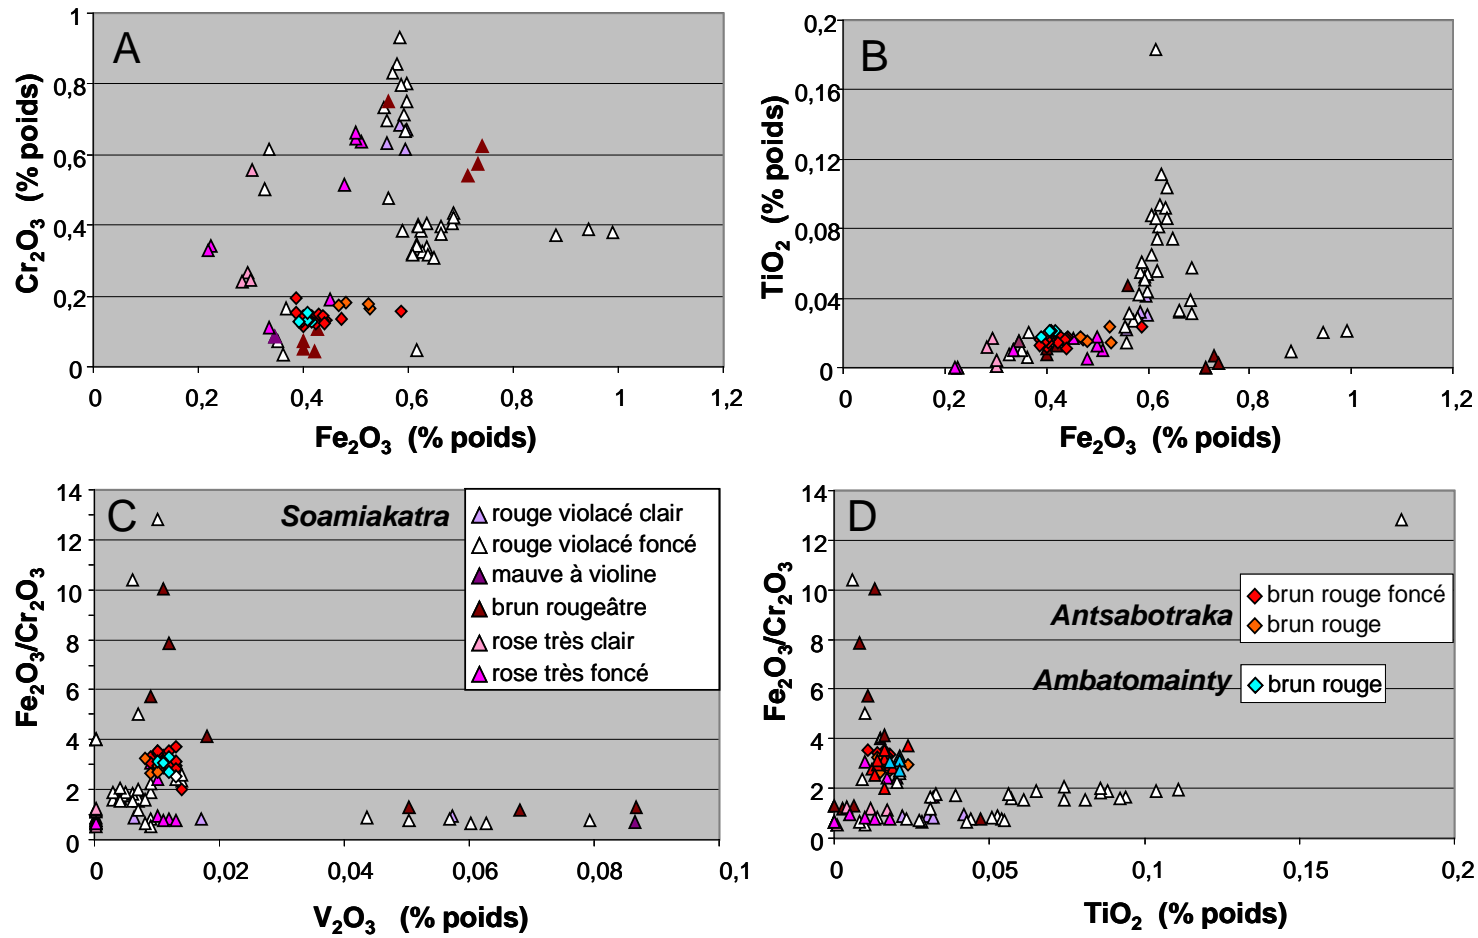 A
Cr2O3 (% poids)
1
0,8
0,6
0,4
0,2
0
0
0,2
0,4
0,6
0,8
1
1,2
Fe2O3 (% poids)
B
TiO2 (% poids)
0,2
0,16
0,12
0,08
0,04
0
0
0,2
0,4
0,6
0,8
1
1,2
Fe2O3 (% poids)
C
Soamiakatra
Fe2O3/Cr2O3
14
12
10
8
6
4
2
0
rouge violacé clair
rouge violacé foncé
mauve à violine
brun rougeâtre
rose très clair
rose très foncé
0
0,02
0,04
0,06
0,08
0,1
V2O3 (% poids)
D
Fe2O3/Cr2O3
14
12
10
8
6
4
2
0
Antsabotraka
brun rouge foncé
brun rouge
Ambatomainty
brun rouge
0
0,05
0,1
0,15
0,2
TiO2 (% poids)